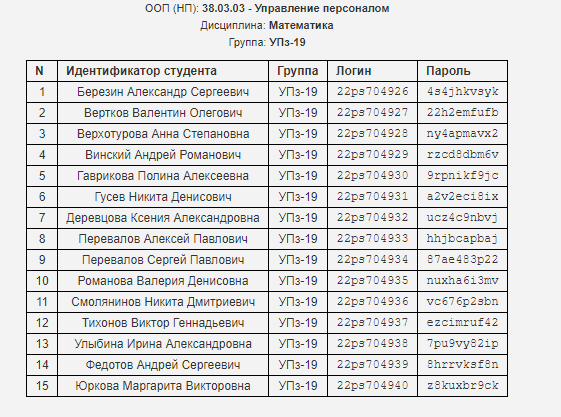 ООП (НП): 38.03.03 - Управление персоналом
Дисциплина: Математика
Группа: УПз-19
N Идентификатор студента Группа Логин Пароль
1 Березин Александр Сергеевич УПз-19 22ps704926 4s4jhkvsyk
2 Вертков Валентин Олегович УПз-19 22ps704927 22h2emfufb
3 Верхотурова Анна Степановна УПз-19 22ps704928 ny4apmavx2
4 Винский Андрей Романович УПз-19 22ps704929 rzcd8dbm6v
5 Гаврикова Полина Алексеевна УПз-19 22ps704930 9rpnikf9jc
6 Гусев Никита Денисович УПз-19 22ps704931 a2v2eci8ix
7 Деревцова Ксения Александровна УПз-19 22ps704932 ucz4c9nbvj
8 Перевалов Алексей Павлович УПз-19 22ps704933 hhjbcapbaj
9 Перевалов Сергей Павлович УПз-19 22ps704934 87ae483p22
10 Романова Валерия Денисовна УПз-19 22ps704935 nuxha6i3mv
11 Смолянинов Никита Дмитриевич УПз-19 22ps704936 vc676p2sbn
12 Тихонов Виктор Геннадьевич УПз-19 22ps704937 ezcimruf42
13 Улыбина Ирина Александровна УПз-19 22ps704938 7pu9vy82ip
14 Федотов Андрей Сергеевич УПз-19 22ps704939 8hrrvksf8n
15 Юркова Маргарита Викторовна УПз-19 22ps704940 z8kuxbr9ck